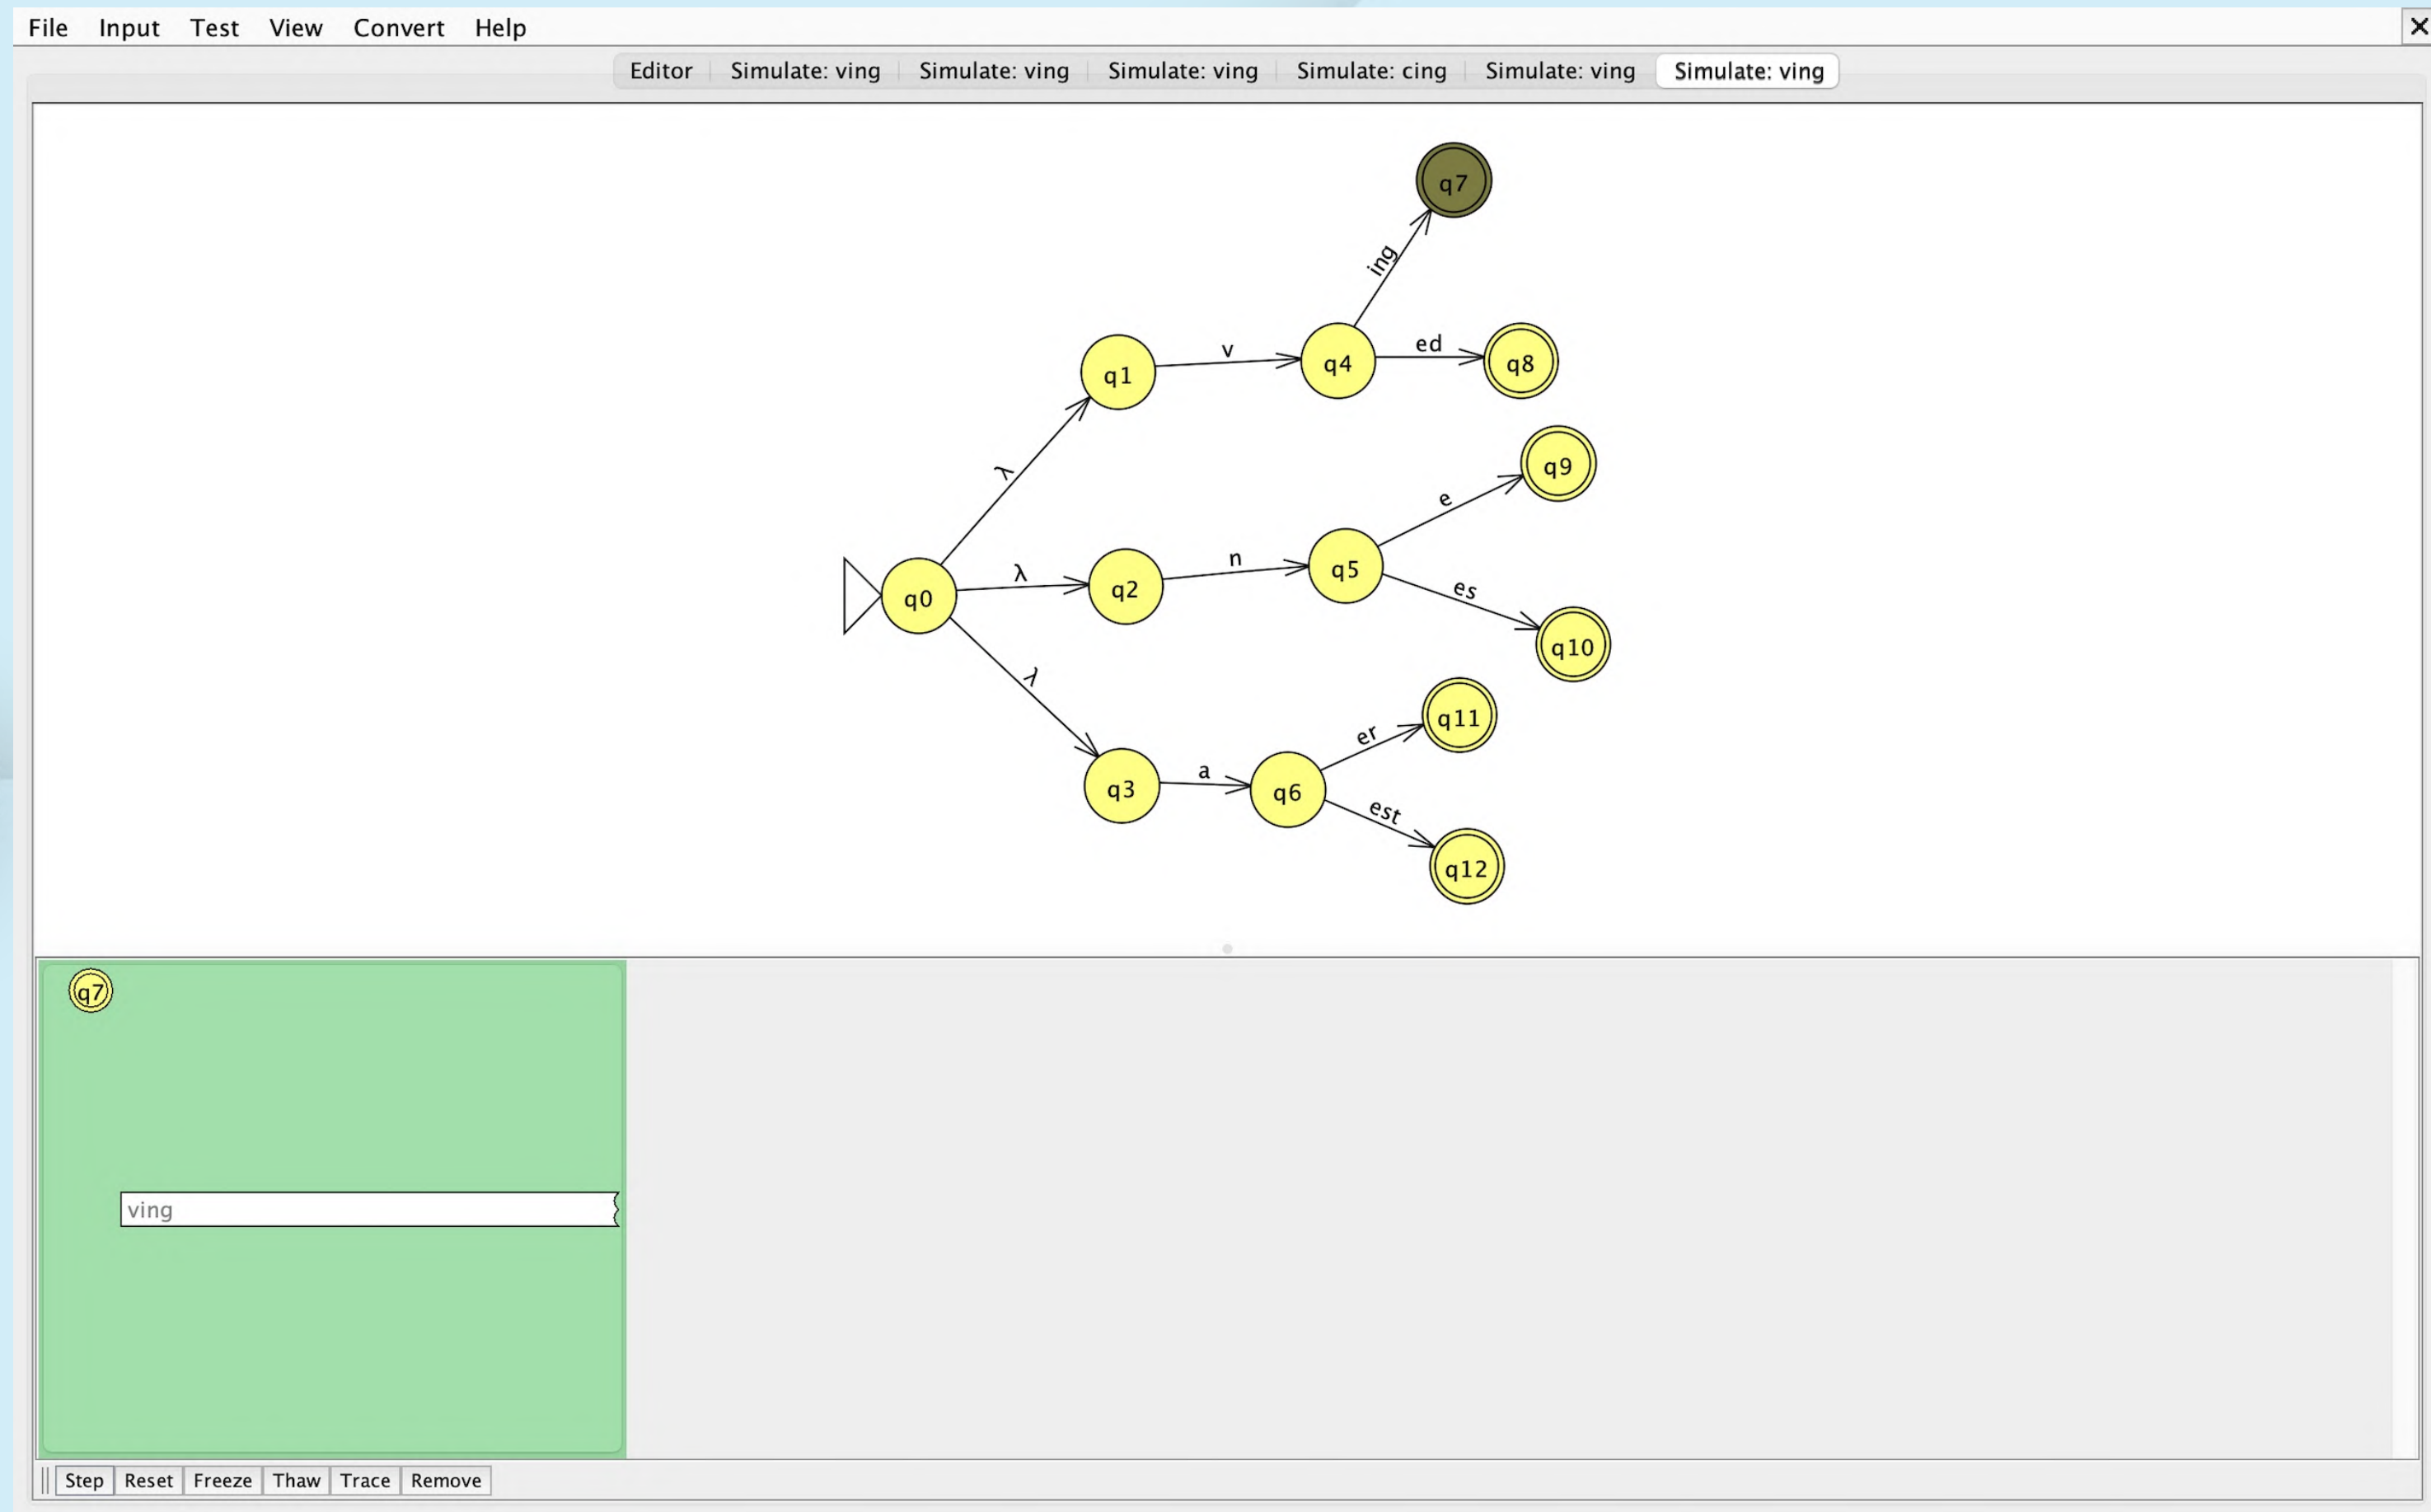 File Input Test View Convert Help
Editor Simulate: ving Simulate: ving Simulate: ving Simulate: cing Simulate: ving Simulate: ving
q7
ing
q1
v
q4
ed
q8
λ
q9
e
q0
λ
q2
n
q5
es
q10
λ
q11
er
q3
a
q6
est
q12
q7
ving
Step Reset Freeze Thaw Trace Remove